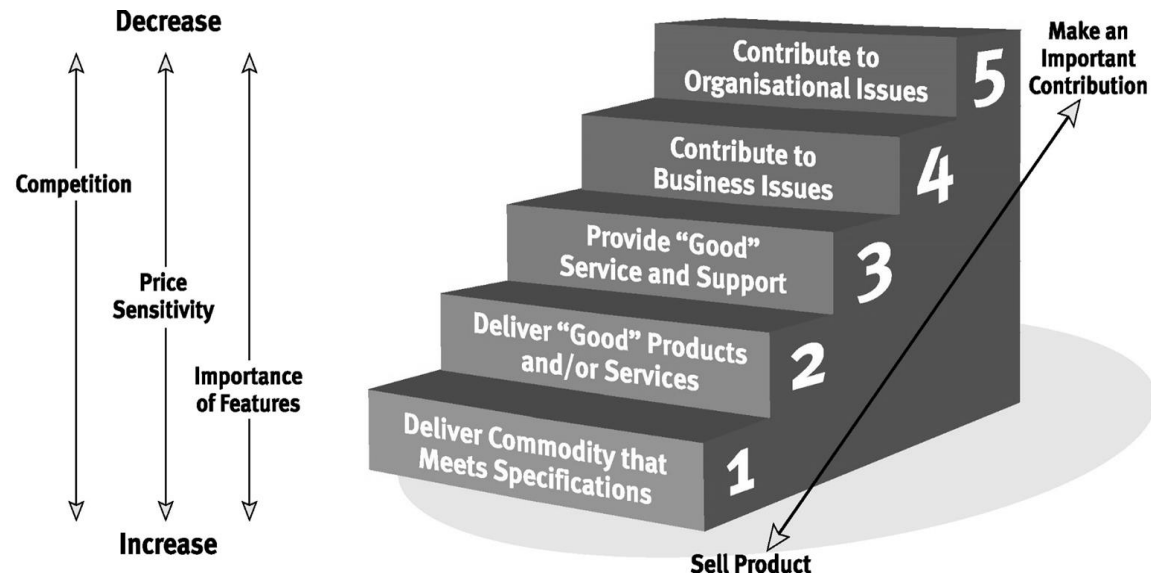 Decrease
Competition
Price
Sensitivity
Importance
of Features
Increase
Contribute to
Organisational Issues
5
Contribute to
Business Issues
4
Provide “Good”
Service and Support
3
Deliver “Good” Products
and/or Services
2
Deliver Commodity that
Meets Specifications
1
Make an
Important
Contribution
Sell Product